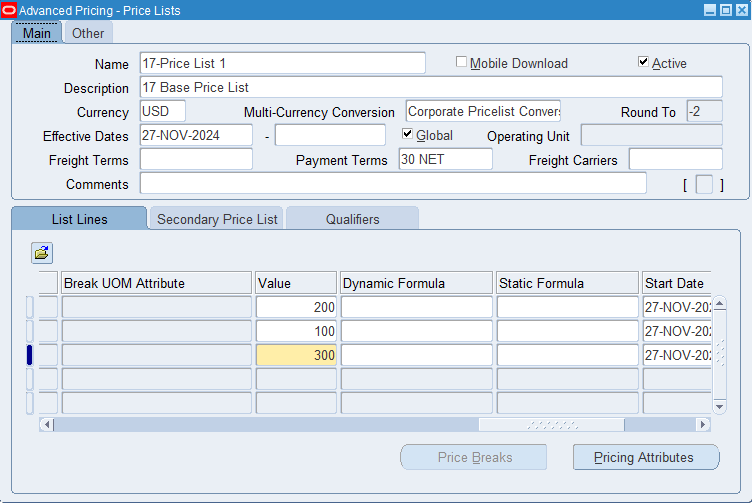 Advanced Pricing - Price Lists
Main Other
Name 17-Price List 1 Mobile Download Active
Description 17 Base Price List
Currency USD Multi-Currency Conversion Corporate Pricelist Convers Round To -2
Effective Dates 27-NOV-2024 - Global Operating Unit
Freight Terms Payment Terms 30 NET Freight Carriers
Comments [ ]
List Lines Secondary Price List Qualifiers
Break UOM Attribute Value Dynamic Formula Static Formula Start Date
200 27-NOV-202
100 27-NOV-202
300 27-NOV-202
Price Breaks Pricing Attributes